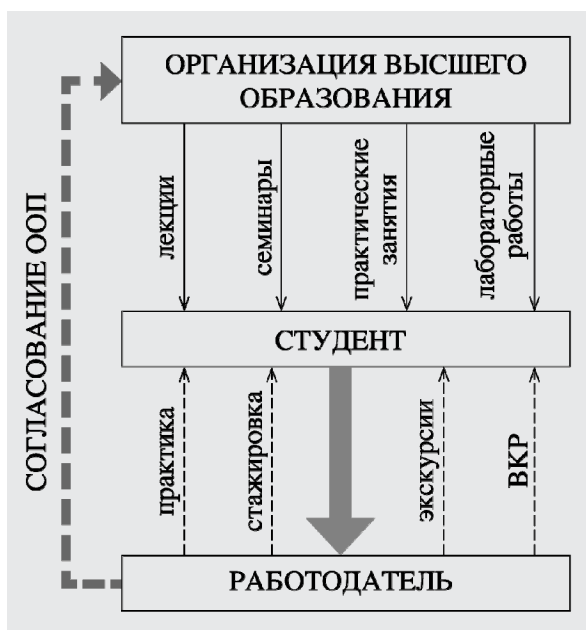 ОРГАНИЗАЦИЯ ВЫСШЕГО
ОБРАЗОВАНИЯ
СОГЛАСОВАНИЕ ООП
лекции
семинары
практические
занятия
лабораторные
работы
СТУДЕНТ
практика
стажировка
экскурсии
ВКР
РАБОТОДАТЕЛЬ